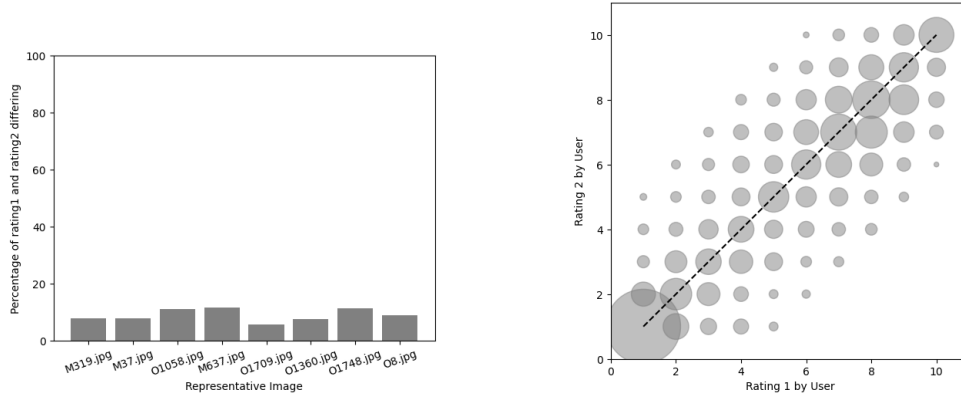 100
80
60
40
20
0
Percentage of rating1 and rating2 differing
M319.jpg M37.jpg O1058.jpg M637.jpg O1709.jpg O1360.jpg O1748.jpg O8.jpg
Representative Image
10
8
6
4
2
0
Rating 2 by User
0 2 4 6 8 10
Rating 1 by User